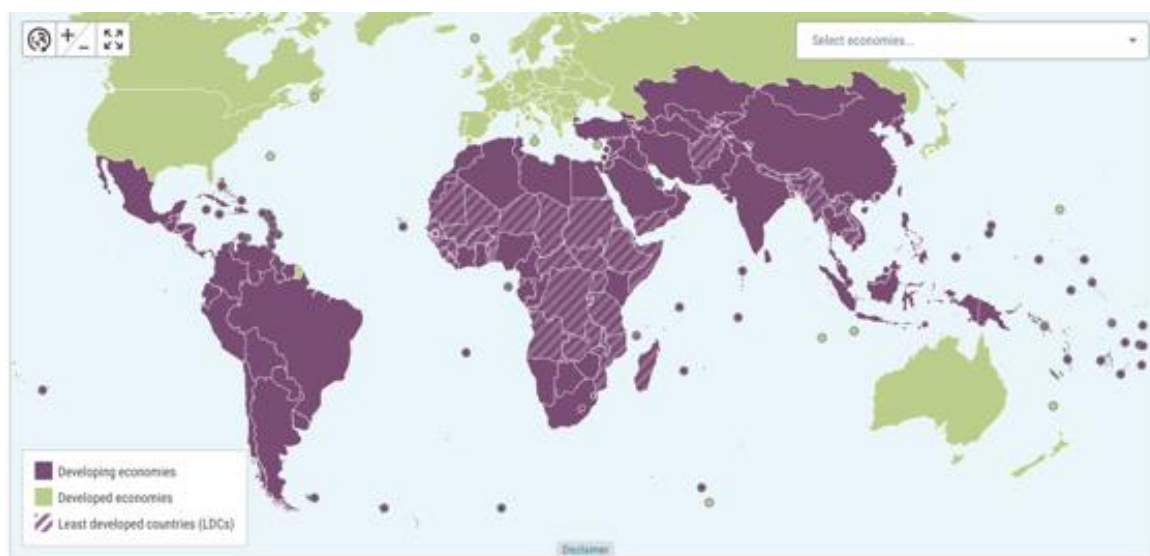 Select economies...
Developing economies
Developed economies
Least developed countries (LDCs)
Disclaimer